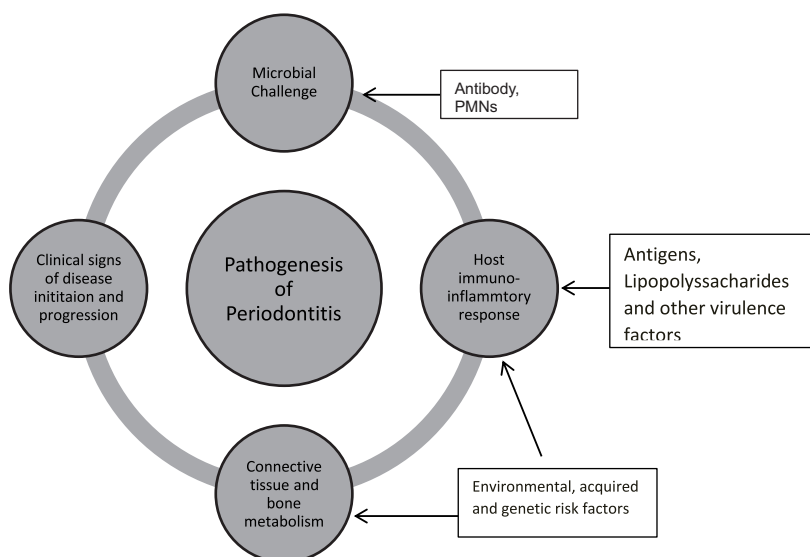 Microbial
Challenge
Antibody,
PMNs
Clinical signs
of disease
inititaion and
progression
Pathogenesis
of
Periodontitis
Host
immuno-
inflammtory
response
Antigens,
Lipopolyssacharides
and other virulence
factors
Connective
tissue and
bone
metabolism
Environmental, acquired
and genetic risk factors